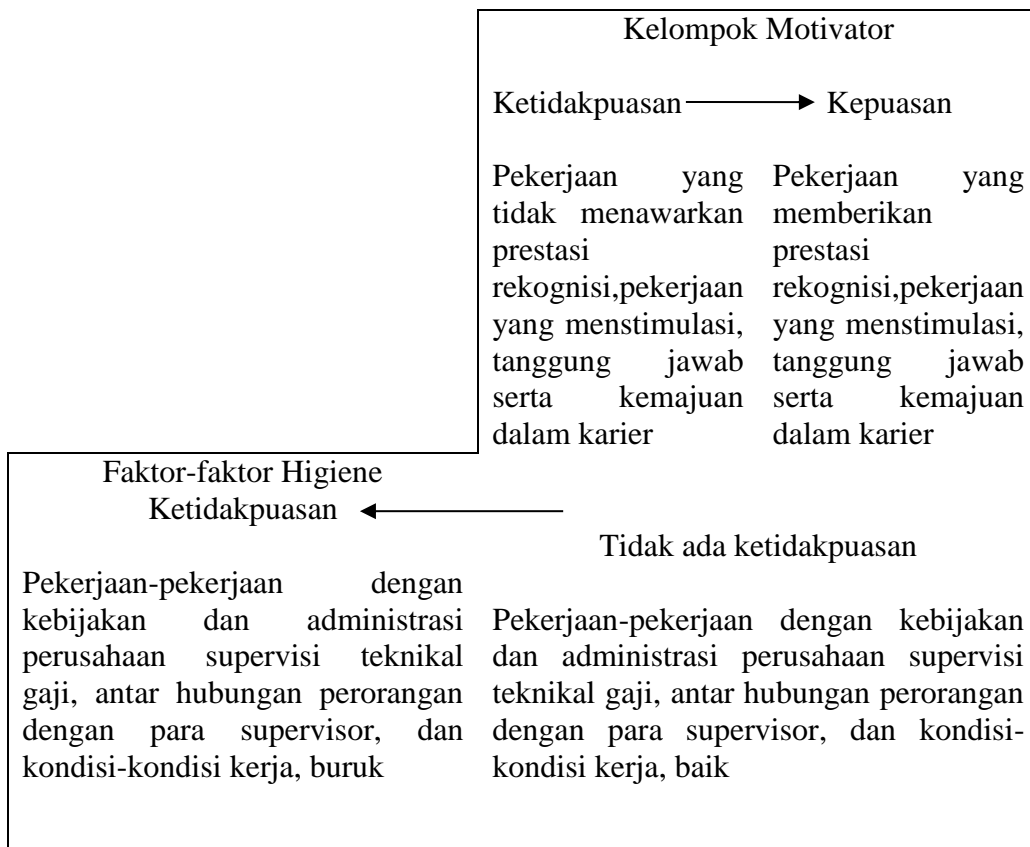 Kelompok Motivator
Ketidakpuasan
Kepuasan
Pekerjaan yang
tidak menawarkan
prestasi
rekognisi,pekerjaan
yang menstimulasi,
tanggung jawab
serta kemajuan
dalam karier
Pekerjaan yang
memberikan
prestasi
rekognisi,pekerjaan
yang menstimulasi,
tanggung jawab
serta kemajuan
dalam karier
Faktor-faktor Higiene
Ketidakpuasan
Pekerjaan-pekerjaan dengan
kebijakan dan administrasi
perusahaan supervisi teknikal
gaji, antar hubungan perorangan
dengan para supervisor, dan
kondisi-kondisi kerja, buruk
Tidak ada ketidakpuasan
Pekerjaan-pekerjaan dengan kebijakan
dan administrasi perusahaan supervisi
teknikal gaji, antar hubungan perorangan
dengan para supervisor, dan kondisi-
kondisi kerja, baik